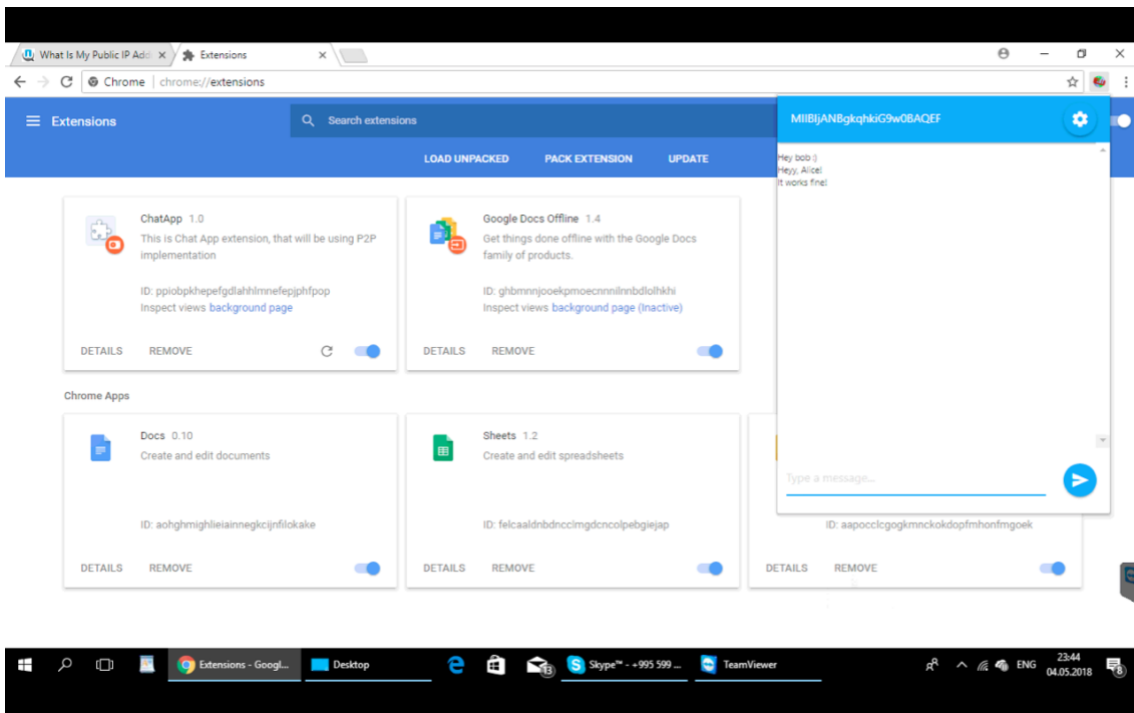 What Is My Public IP Add
Extensions
Chrome | chrome://extensions
Extensions
Search extensions
LOAD UNPACKED PACK EXTENSION UPDATE
MIIBIjANBgkqhkiG9w0BAQEF
Hey bob :)
Heyy, Alice!
It works fine!
Type a message...
ChatApp 1.0
This is Chat App extension, that will be using P2P
implementation
ID: ppiobpkhepefgdlahhlmnefepjphfpop
Inspect views background page
DETAILS REMOVE
Google Docs Offline 1.4
Get things done offline with the Google Docs
family of products.
ID: ghbmnnjooekpmoecnnnilnnbdlolhkhi
Inspect views background page (Inactive)
DETAILS REMOVE
Chrome Apps
Docs 0.10
Create and edit documents
ID: aohghmighlieiainnegkcijnfilokake
DETAILS REMOVE
Sheets 1.2
Create and edit spreadsheets
ID: felcaaldnbdncclmgdcncolpebgiejap
DETAILS REMOVE
ID: aapocclcgogkmnckokdopfmhonfmgoek
DETAILS REMOVE
Extensions - Googl...
Desktop
13
Skype™ - +995 599 ...
TeamViewer
ENG
23:44
04.05.2018
8